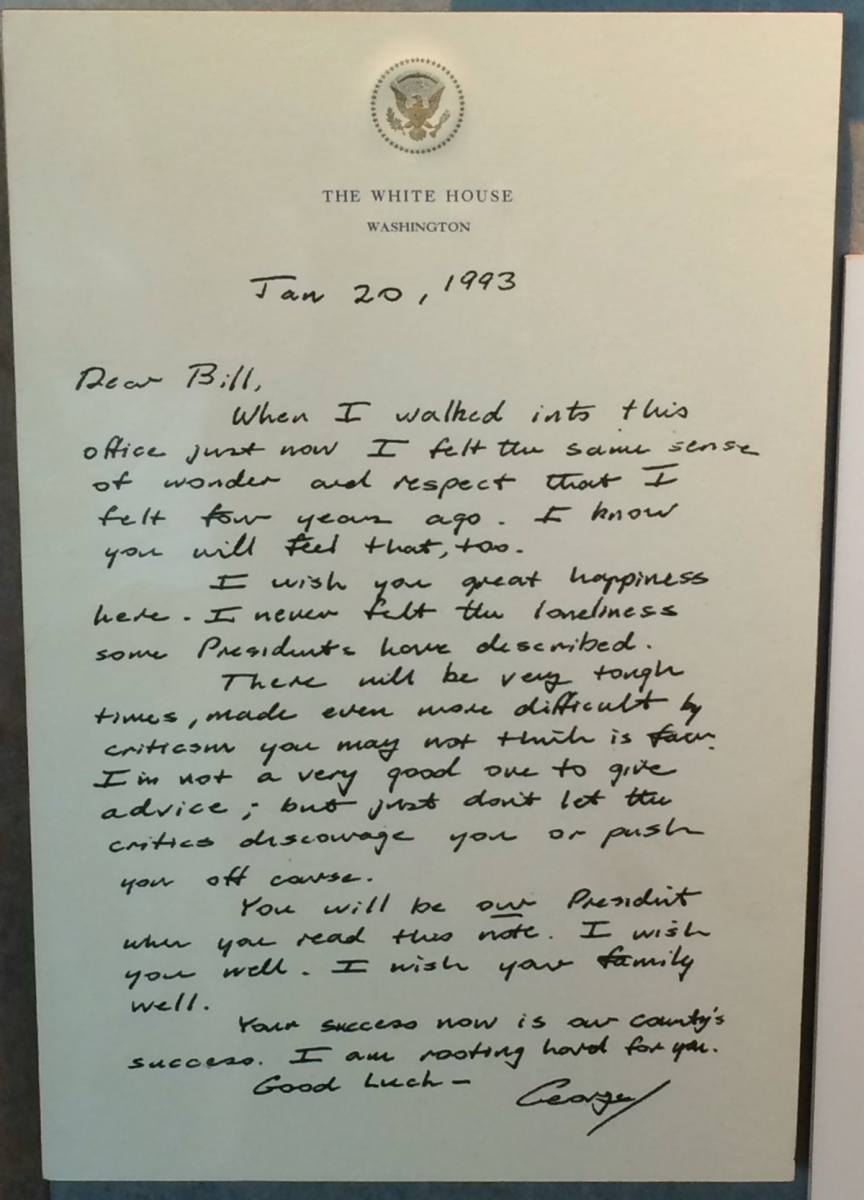 THE WHITE HOUSE
WASHINGTON
Jan 20, 1993
Dear Bill,
When I walked into this
office just now I felt the same sense
of wonder and respect that I
felt four years ago. I know
you will feel that, too.
I wish you great happiness
here. I never felt the loneliness
some Presidents have described.
There will be very tough
times, made even more difficult by
criticism you may not think is fair.
I'm not a very good one to give
advice; but just don't let the
critics discourage you or push
you off course.
You will be our President
when you read this note. I wish
you well. I wish your family
well.
Your success now is our country's
success. I am rooting hard for you.
Good Luck –
George